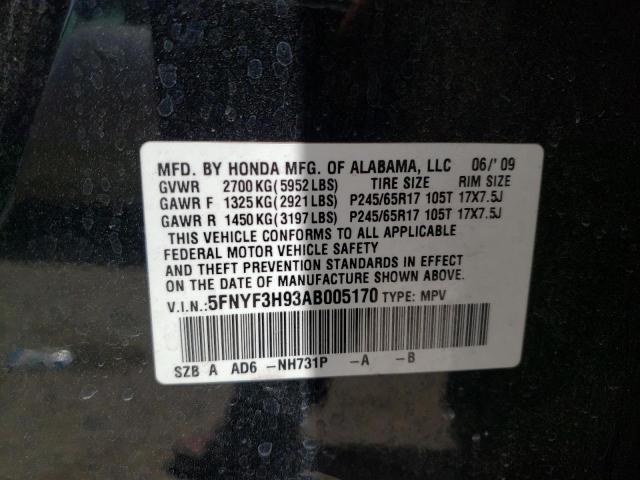 MFD. BY HONDA MFG. OF ALABAMA, LLC 06/'09
GVWR 2700KG(5952LBS) TIRE SIZE RIM SIZE
GAWR F 1325KG(2921LBS) P245/65R17 105T 17X7.5J
GAWR R 1450KG(3197LBS) P245/65R17 105T 17X7.5J
THIS VEHICLE CONFORMS TO ALL APPLICABLE
FEDERAL MOTOR VEHICLE SAFETY
AND THEFT PREVENTION STANDARDS IN EFFECT
ON THE DATE OF MANUFACTURE SHOWN ABOVE.
V.I.N.:5FNYF3H93AB005170 TYPE: MPV
SZB A AD6 -NH731P -A -B